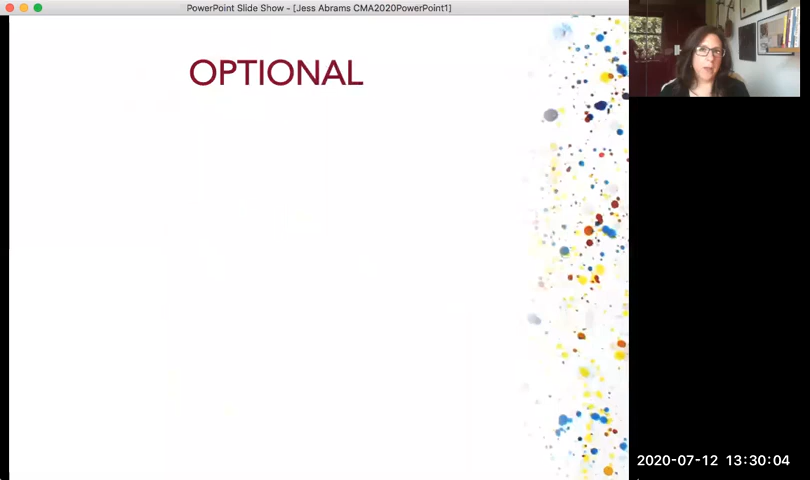 PowerPoint Slide Show - [Jess Abrams CMA2020PowerPoint1]
OPTIONAL
2020-07-12 13:30:04